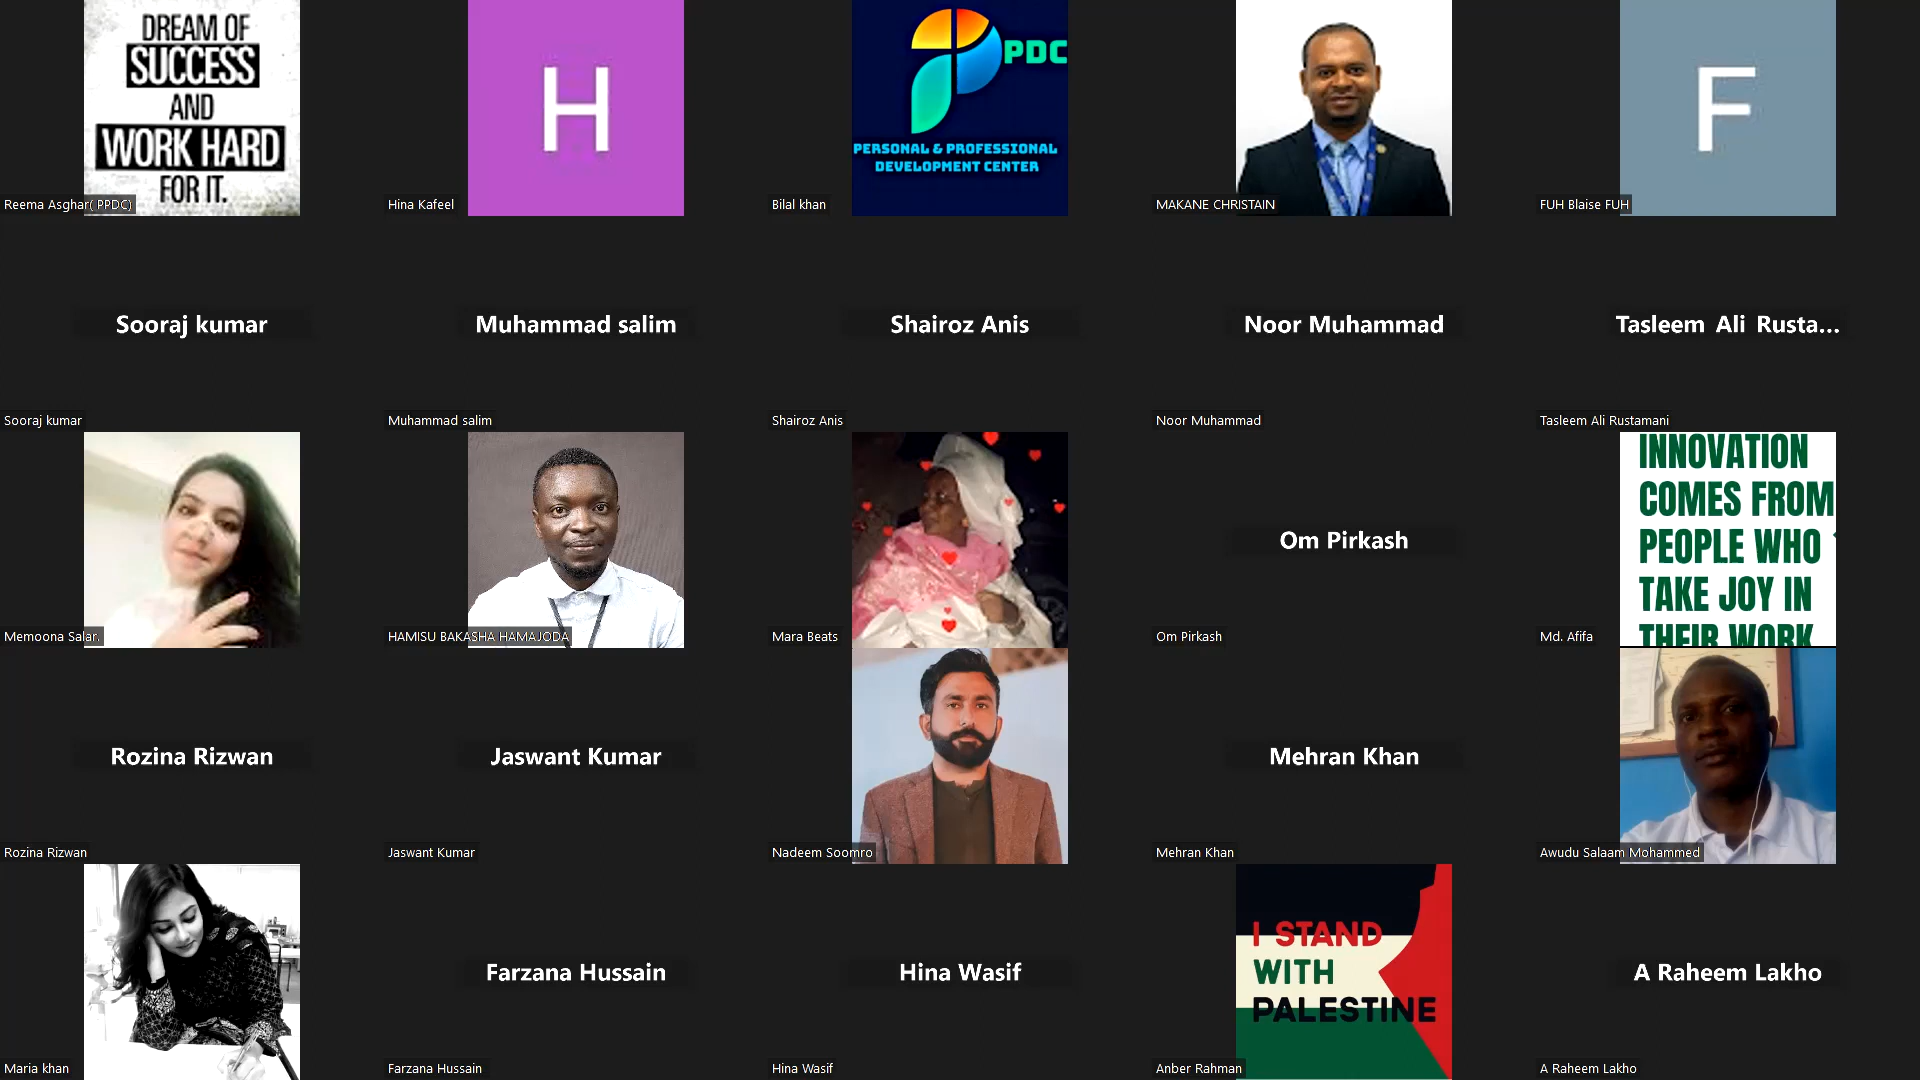 DREAM OF
SUCCESS
AND
WORK HARD
FOR IT.
Reema Asghar( PPDC)
H
Hina Kafeel
PDC
PERSONAL & PROFESSIONAL
DEVELOPMENT CENTER
Bilal khan
MAKANE CHRISTAIN
F
FUH Blaise FUH
Sooraj kumar
Sooraj kumar
Muhammad salim
Muhammad salim
Shairoz Anis
Shairoz Anis
Noor Muhammad
Noor Muhammad
Tasleem Ali Rusta...
Tasleem Ali Rustamani
Memoona Salar.
HAMISU BAKASHA HAMAJODA
Mara Beats
Om Pirkash
Om Pirkash
INNOVATION
COMES FROM
PEOPLE WHO
TAKE JOY IN
THEIR WORK
Md. Afifa
Rozina Rizwan
Rozina Rizwan
Jaswant Kumar
Jaswant Kumar
Nadeem Soomro
Mehran Khan
Mehran Khan
Awudu Salaam Mohammed
Maria khan
Farzana Hussain
Farzana Hussain
Hina Wasif
Hina Wasif
I STAND
WITH
PALESTINE
Anber Rahman
A Raheem Lakho
A Raheem Lakho